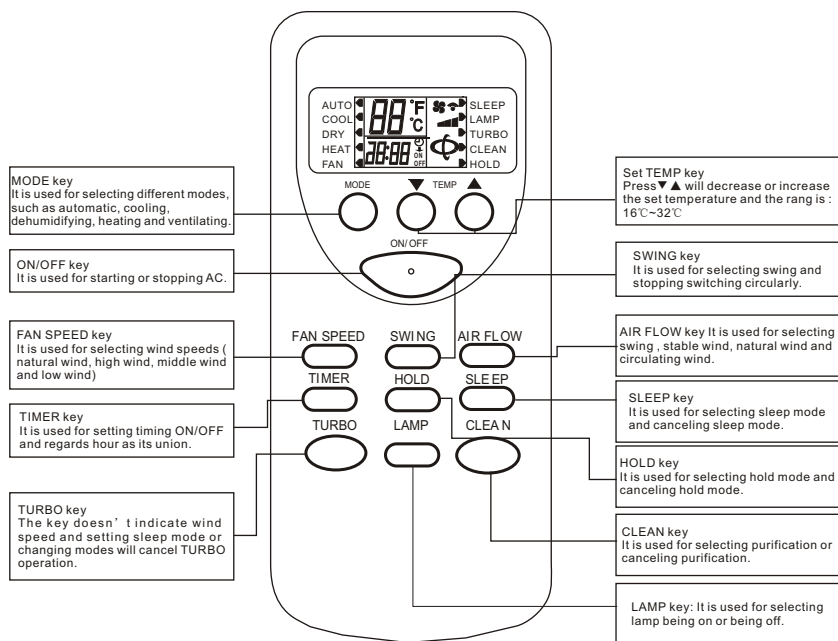 AUTO
COOL
DRY
HEAT
FAN
88 °F
°C
28:88 ON
OFF
SLEEP
LAMP
TURBO
CLEAN
HOLD
MODE
▼ TEMP ▲
ON/OFF
FAN SPEED SWING AIR FLOW
TIMER HOLD SLEEP
TURBO LAMP CLEAN
MODE key
It is used for selecting different modes,
such as automatic, cooling,
dehumidifying, heating and ventilating.
ON/OFF key
It is used for starting or stopping AC.
FAN SPEED key
It is used for selecting wind speeds (
natural wind, high wind, middle wind
and low wind)
TIMER key
It is used for setting timing ON/OFF
and regards hour as its union.
TURBO key
The key doesn' t indicate wind
speed and setting sleep mode or
changing modes will cancel TURBO
operation.
Set TEMP key
Press▼▲ will decrease or increase
the set temperature and the rang is :
16℃~32℃
SWING key
It is used for selecting swing and
stopping switching circularly.
AIR FLOW key It is used for selecting
swing , stable wind, natural wind and
circulating wind.
SLEEP key
It is used for selecting sleep mode
and canceling sleep mode.
HOLD key
It is used for selecting hold mode and
canceling hold mode.
CLEAN key
It is used for selecting purification or
canceling purification.
LAMP key: It is used for selecting
lamp being on or being off.